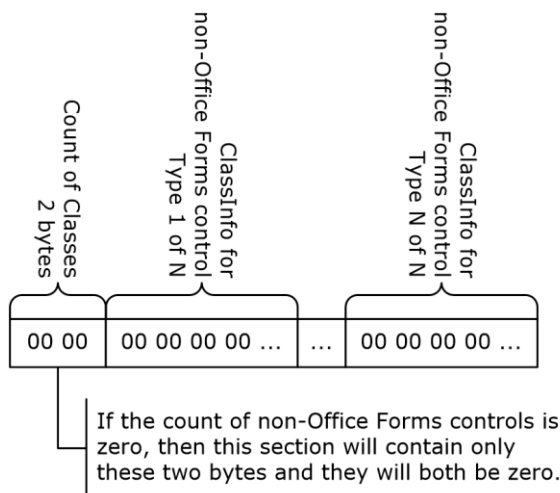 Count of Classes
2 bytes
ClassInfo for
non-Office Forms control
Type 1 of N
ClassInfo for
non-Office Forms control
Type N of N
00 00
00 00 00 00 ...
...
00 00 00 00 ...
If the count of non-Office Forms controls is
zero, then this section will contain only
these two bytes and they will both be zero.